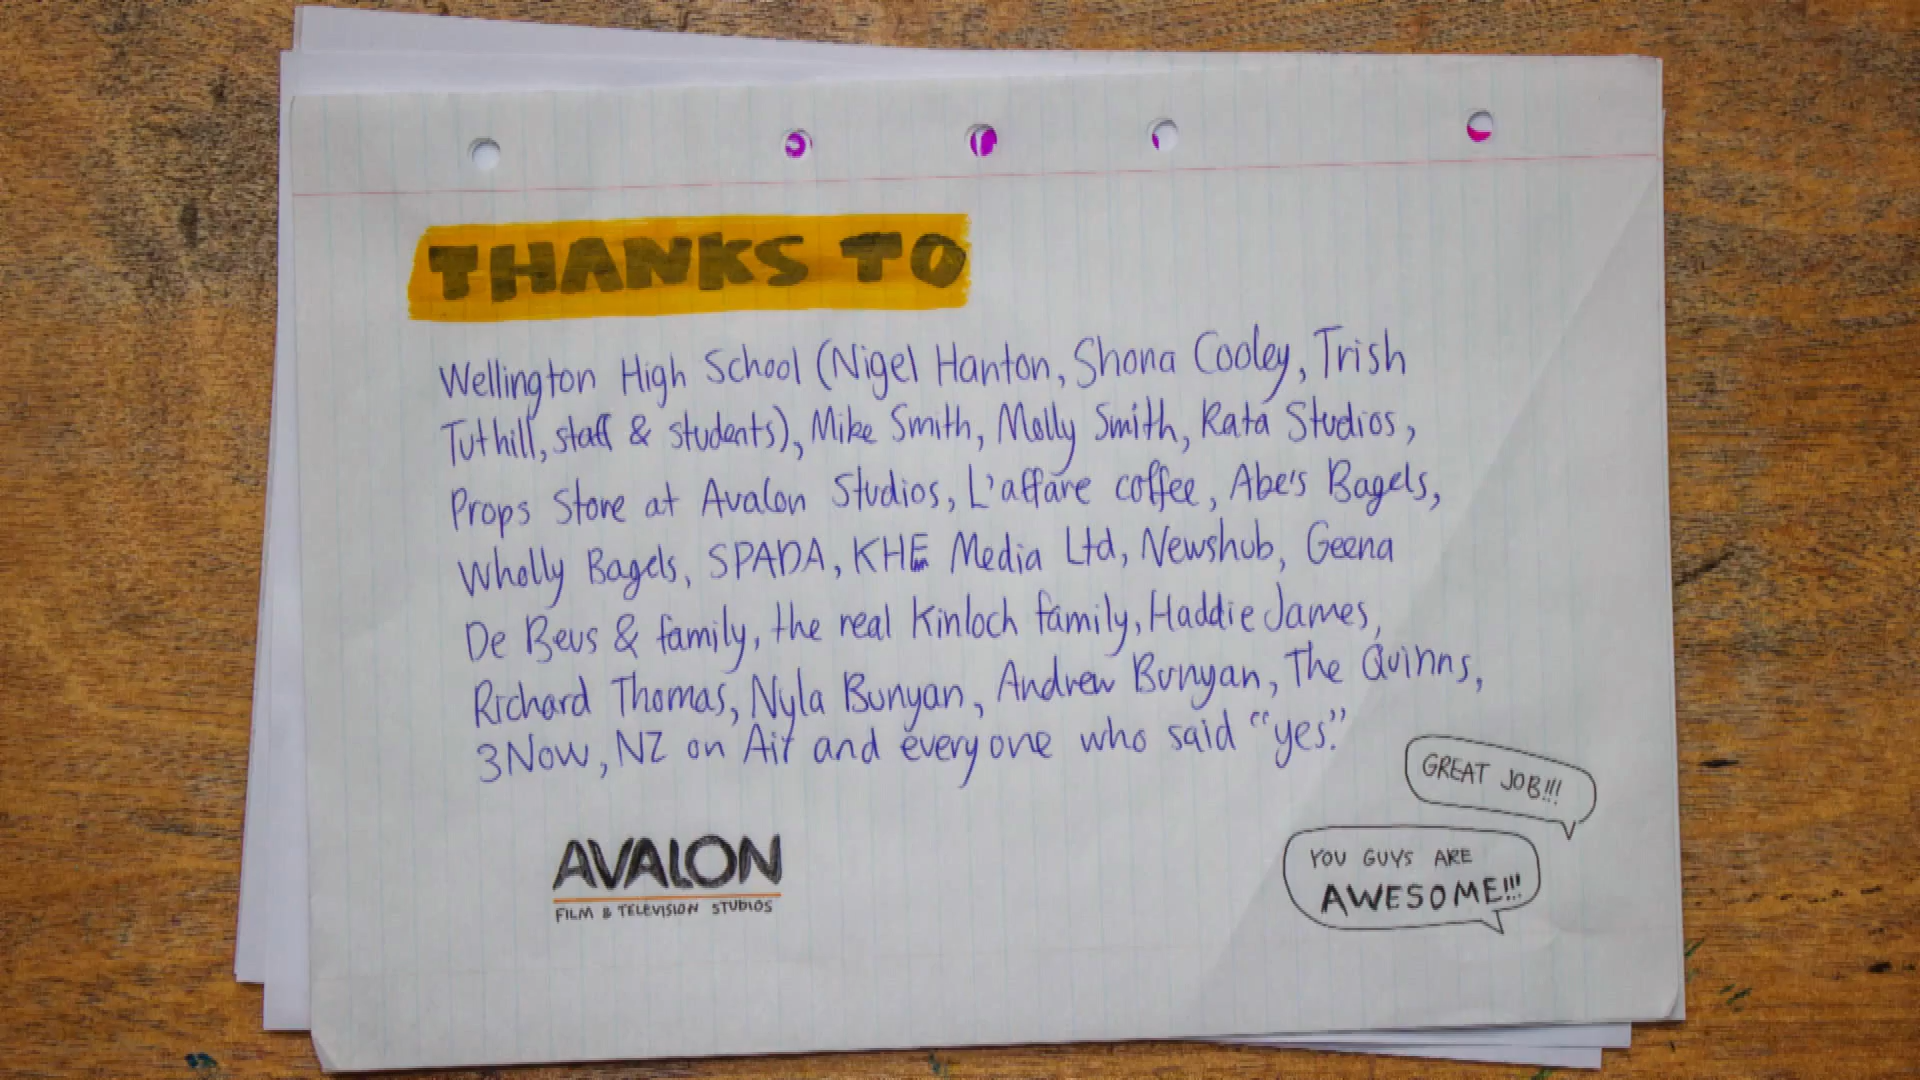 THANKS TO
Wellington High School (Nigel Hanton, Shona Cooley, Trish
Tuthill, staff & students), Mike Smith, Molly Smith, Rata Studios,
Props Store at Avalon Studios, L'affare coffee, Abe's Bagels,
Wholly Bagels, SPADA, KHE Media Ltd, Newshub, Geena
De Beus & family, the real Kinloch family, Haddie James,
Richard Thomas, Nyla Bunyan, Andrew Bunyan, The Quinns,
3Now, NZ on Air and everyone who said "yes."
GREAT JOB!!!
YOU GUYS ARE
AWESOME!!!
AVALON
FILM & TELEVISION STUDIOS